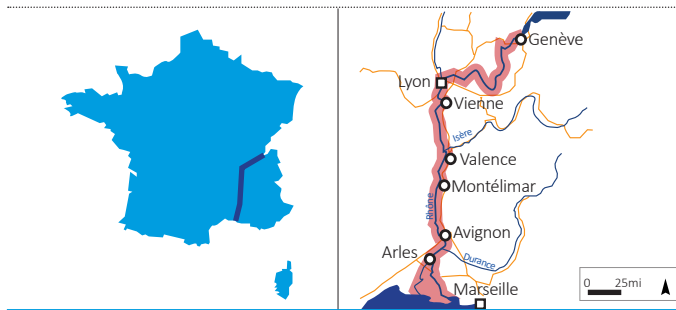 Genève
Lyon
Vienne
Isère
Valence
Montélimar
Rhône
Avignon
Arles
Durance
Marseille
0 25mi